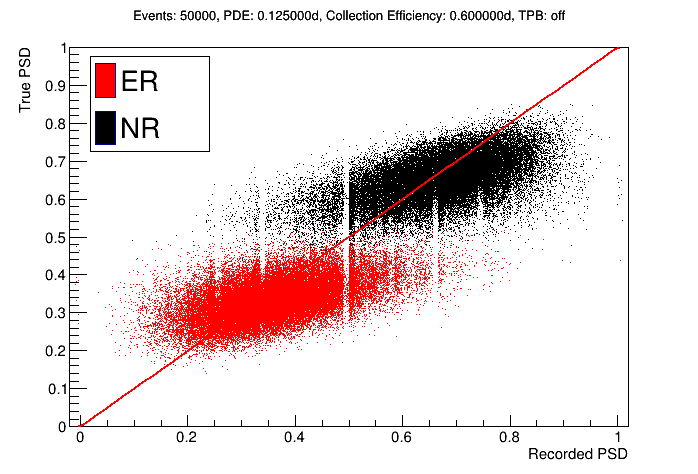 Events: 50000, PDE: 0.125000d, Collection Efficiency: 0.600000d, TPB: off
True PSD
1
0.9
0.8
0.7
0.6
0.5
0.4
0.3
0.2
0.1
0
ER
NR
0 0.2 0.4 0.6 0.8 1
Recorded PSD